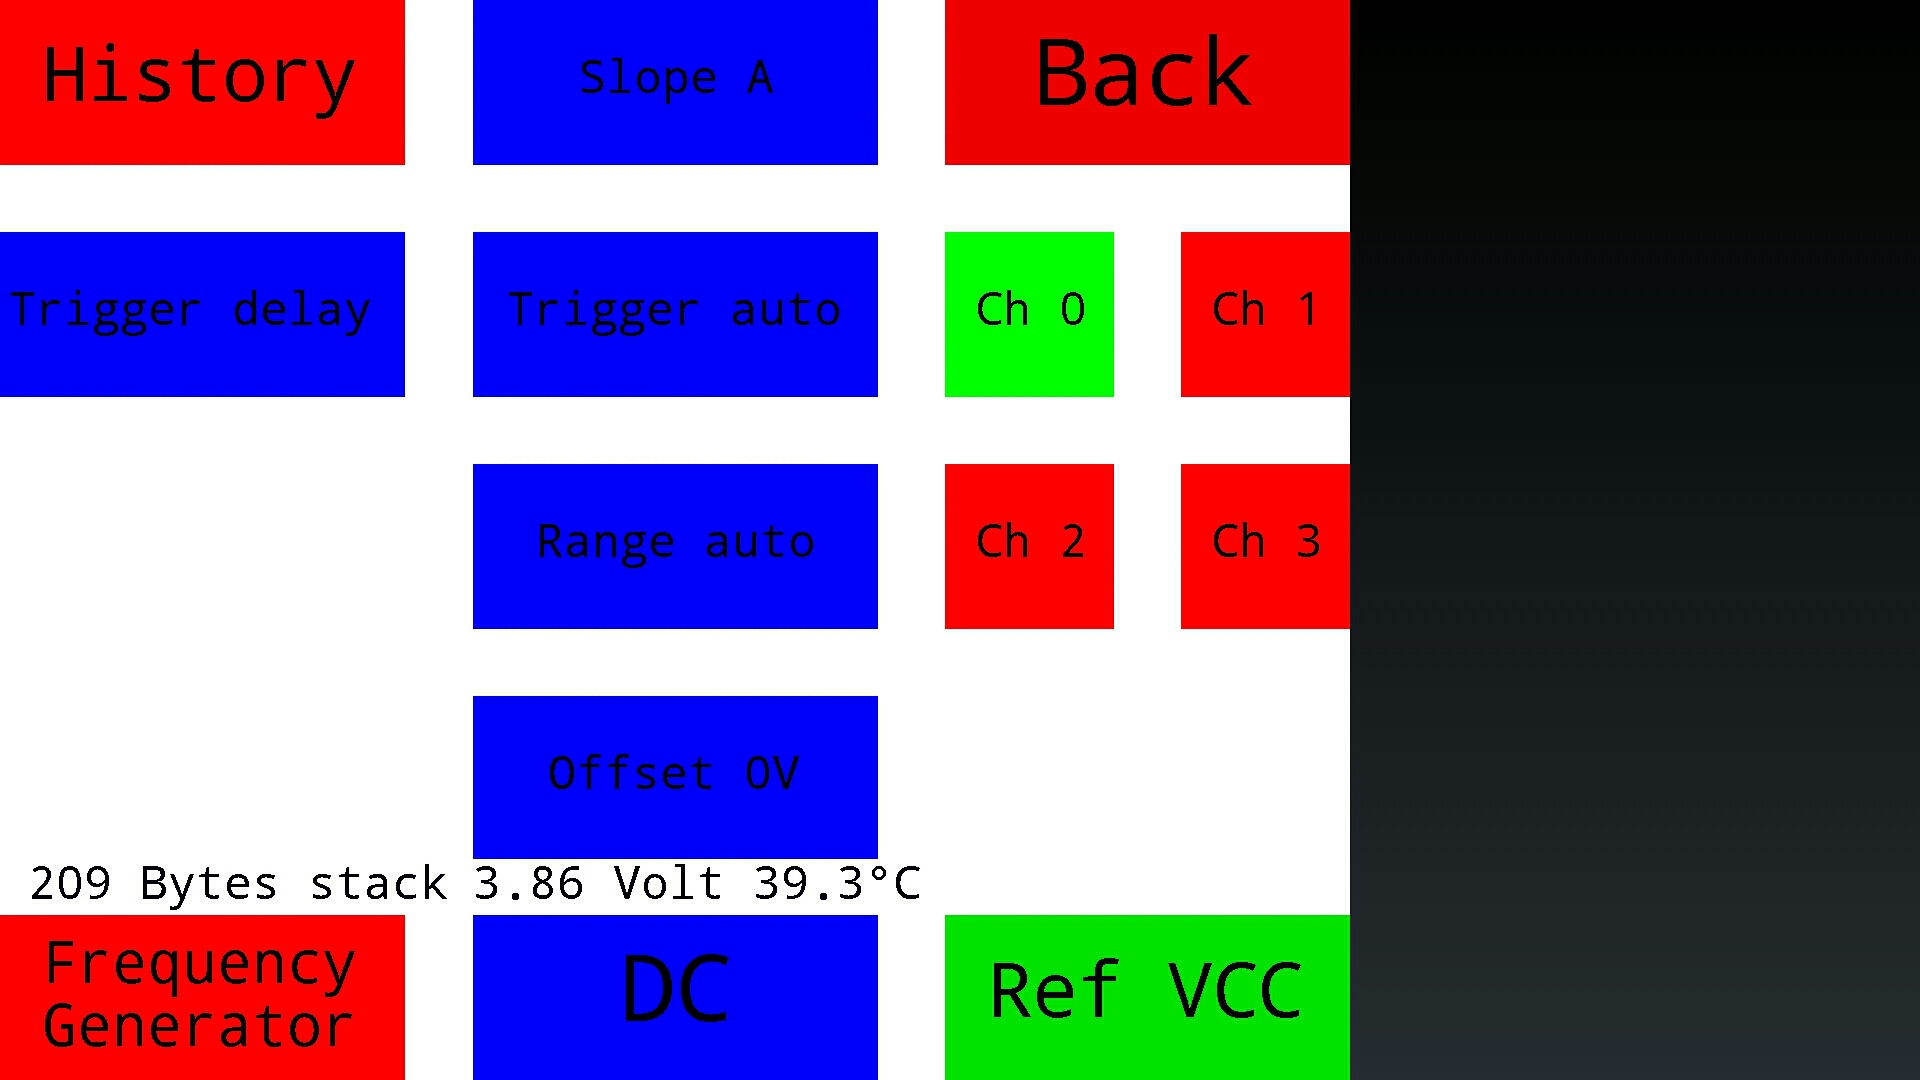 History
Slope A
Back
Trigger delay
Trigger auto
Ch 0
Ch 1
Range auto
Ch 2
Ch 3
Offset 0V
209 Bytes stack 3.86 Volt 39.3°C
Frequency
Generator
DC
Ref VCC